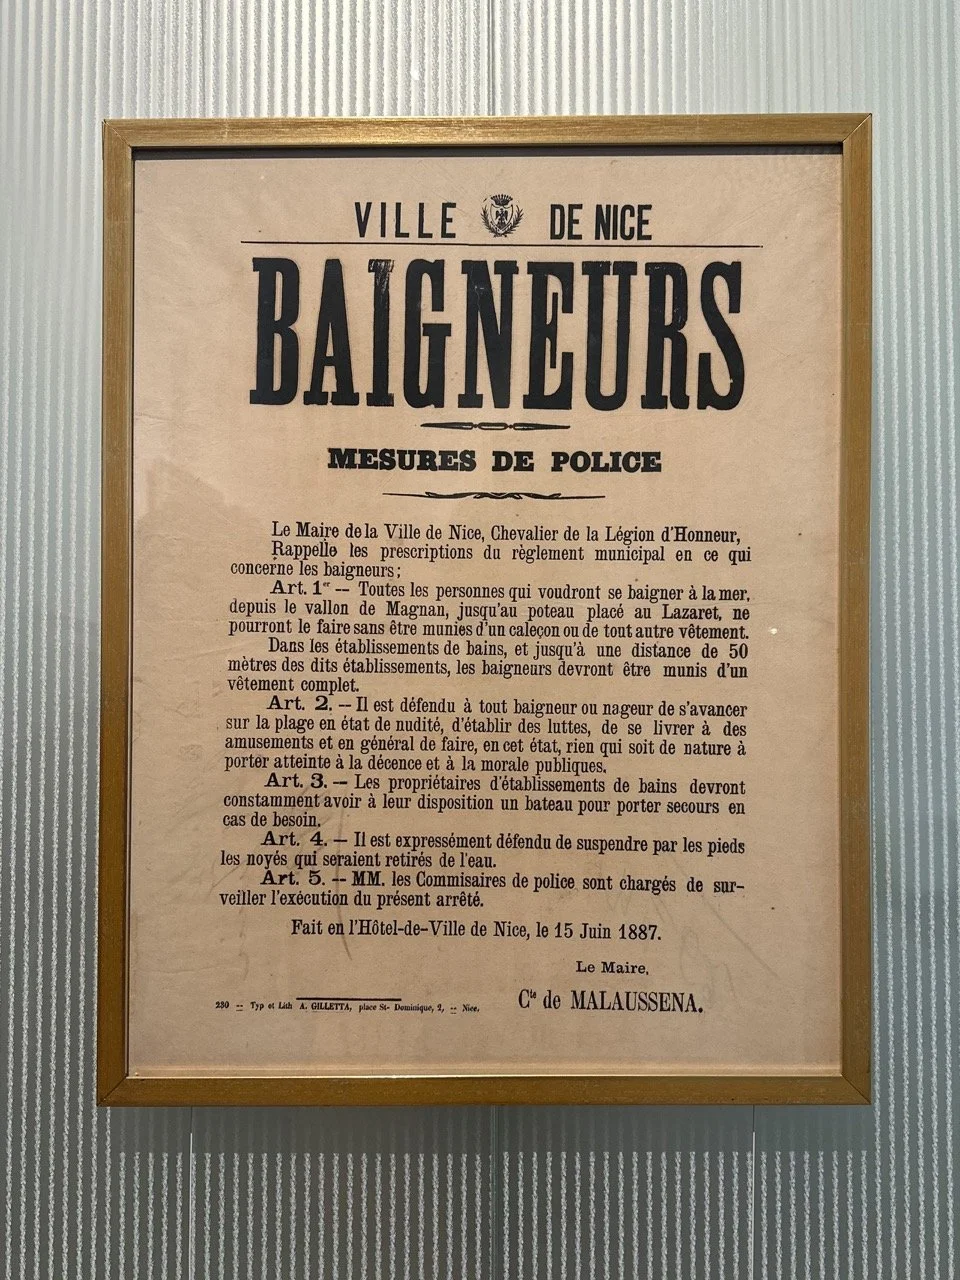 VILLE DE NICE
BAIGNEURS
MESURES DE POLICE
Le Maire de la Ville de Nice, Chevalier de la Légion d'Honneur,
Rappelle les prescriptions du règlement municipal en ce qui
concerne les baigneurs;
Art. 1er -- Toutes les personnes qui voudront se baigner à la mer,
depuis le vallon de Magnan, jusqu'au poteau placé au Lazaret, ne
pourront le faire sans être munies d'un caleçon ou de tout autre vêtement.
Dans les établissements de bains, et jusqu'à une distance de 50
mètres des dits établissements, les baigneurs devront être munis d'un
vêtement complet.
Art. 2. -- Il est défendu à tout baigneur ou nageur de s'avancer
sur la plage en état de nudité, d'établir des luttes, de se livrer à des
amusements et en général de faire, en cet état, rien qui soit de nature à
porter atteinte à la décence et à la morale publiques.
Art. 3. -- Les propriétaires d'établissements de bains devront
constamment avoir à leur disposition un bateau pour porter secours en
cas de besoin.
Art. 4. -- Il est expressément défendu de suspendre par les pieds
les noyés qui seraient retirés de l'eau.
Art. 5. -- MM. les Commisaires de police sont chargés de sur-
veiller l'exécution du présent arrêté.
Fait en l'Hôtel-de-Ville de Nice, le 15 Juin 1887.
Le Maire,
Cte de MALAUSSENA.
230 -- Typ et Lith A. GILLETTA, place St- Dominique, 2, -- Nice.